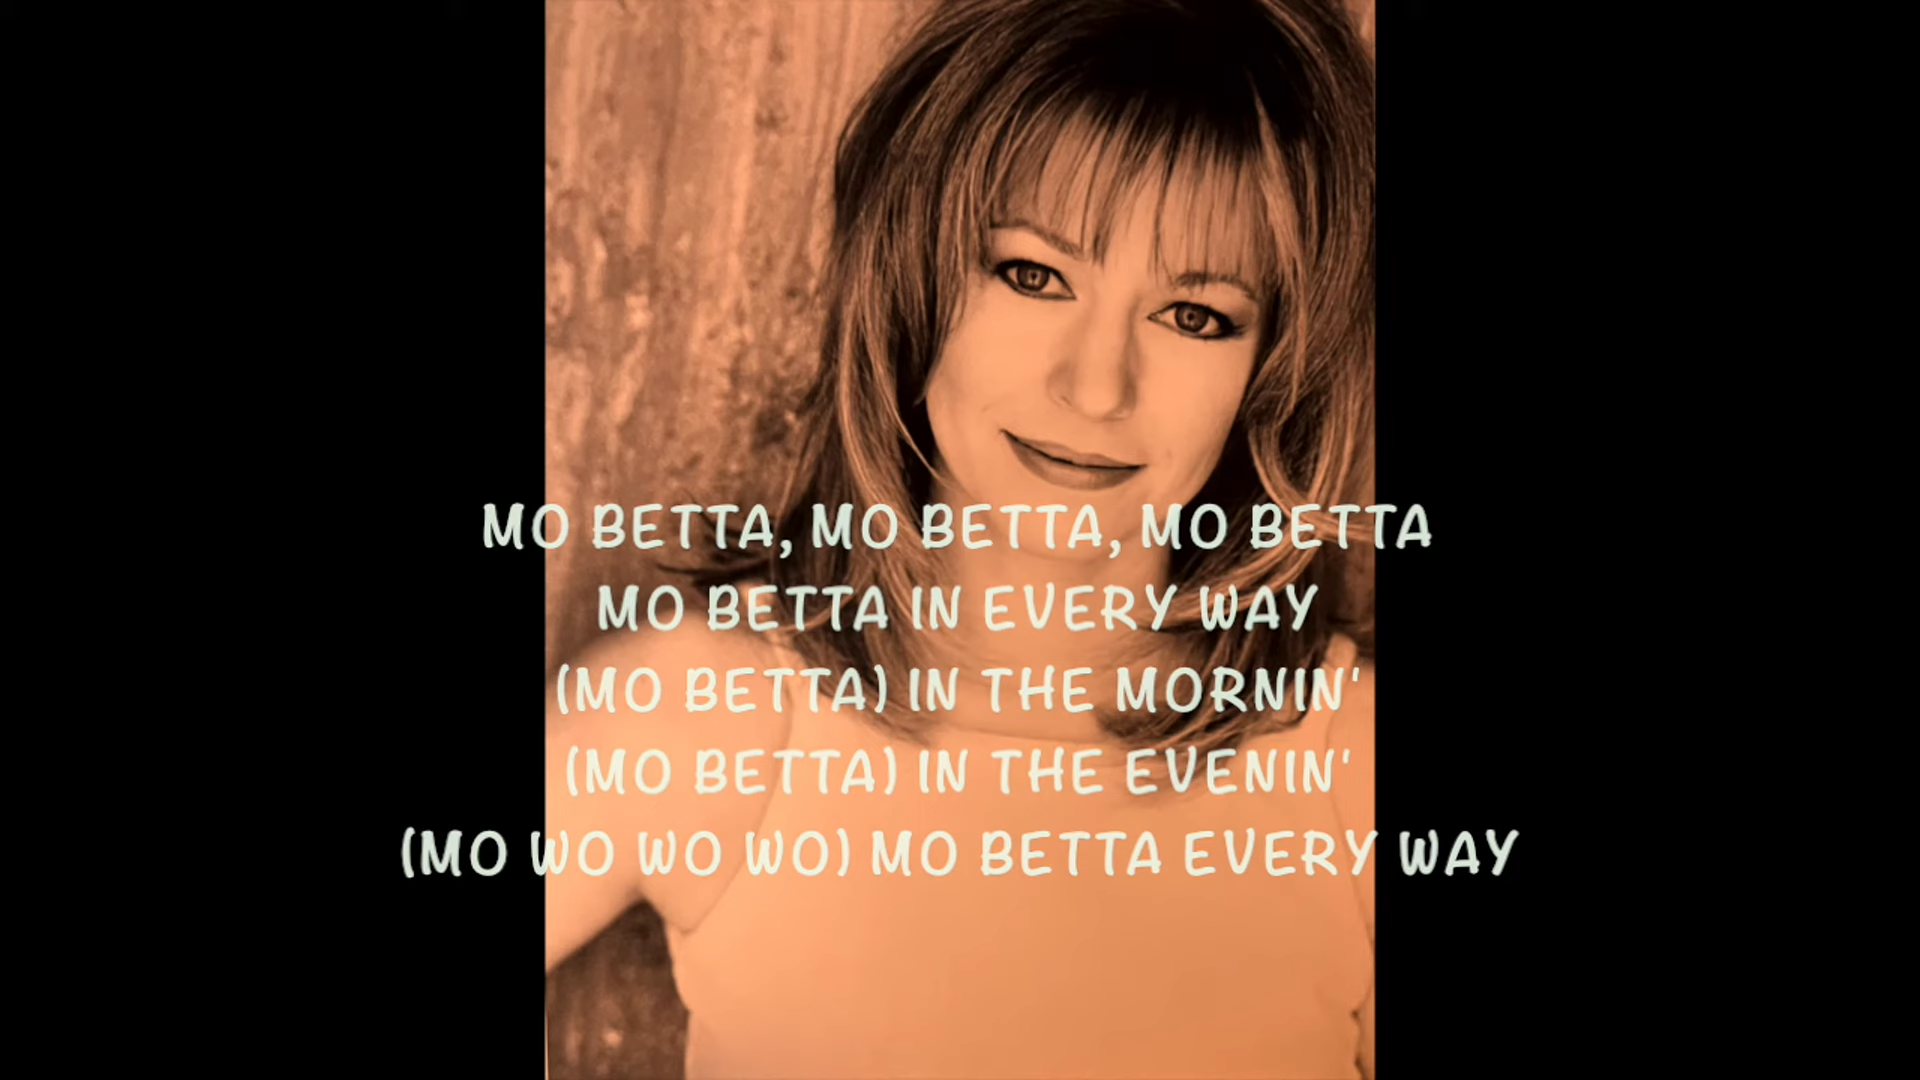 MO BETTA, MO BETTA, MO BETTA
MO BETTA IN EVERY WAY
(MO BETTA) IN THE MORNIN'
(MO BETTA) IN THE EVENIN'
(MO WO WO WO) MO BETTA EVERY WAY